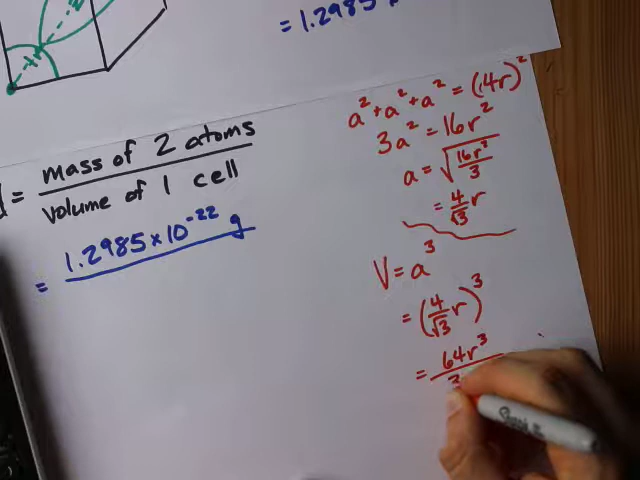 = 1.2985
d = mass of 2 atoms / volume of 1 cell
= 1.2985 x 10⁻²² g
a² + a² + a² = (4r)²
3a² = 16r²
a = √(16r²/3)
= 4/√3 r
V = a³
= (4/√3 r)³
= 64r³/3